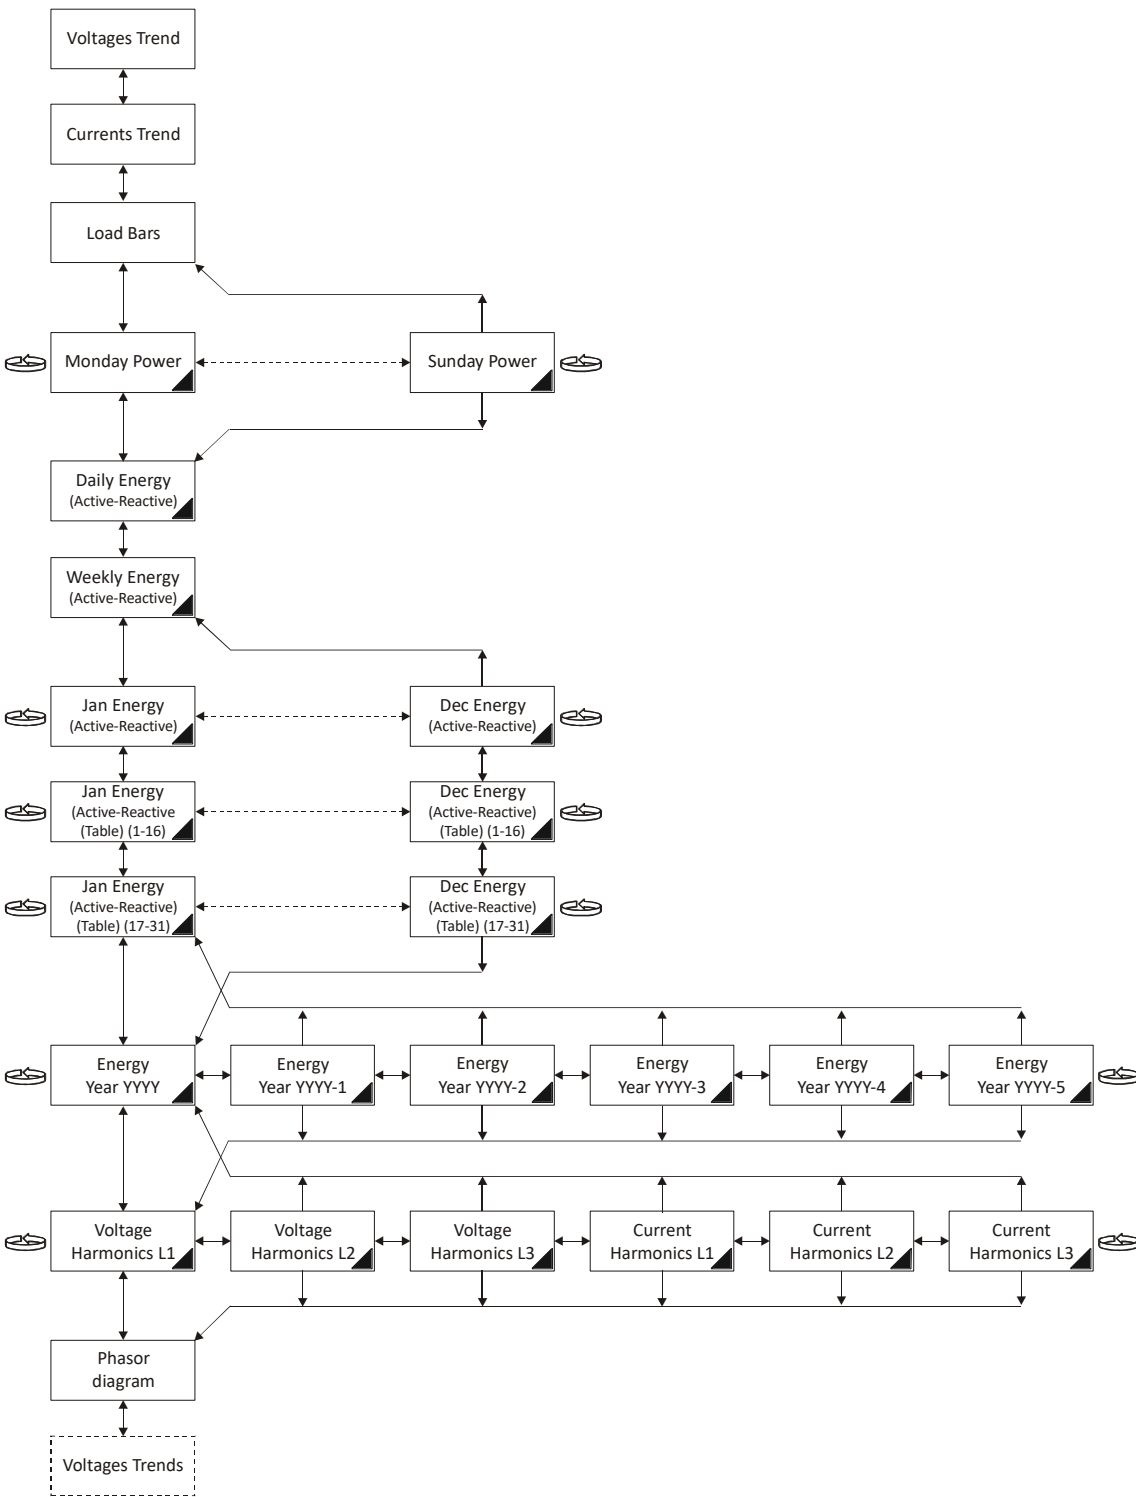 Voltages Trend
Currents Trend
Load Bars
Monday Power
Sunday Power
Daily Energy
(Active-Reactive)
Weekly Energy
(Active-Reactive)
Jan Energy
(Active-Reactive)
Dec Energy
(Active-Reactive)
Jan Energy
(Active-Reactive
(Table) (1-16)
Dec Energy
(Active-Reactive)
(Table) (1-16)
Jan Energy
(Active-Reactive)
(Table) (17-31)
Dec Energy
(Active-Reactive)
(Table) (17-31)
Energy
Year YYYY
Energy
Year YYYY-1
Energy
Year YYYY-2
Energy
Year YYYY-3
Energy
Year YYYY-4
Energy
Year YYYY-5
Voltage
Harmonics L1
Voltage
Harmonics L2
Voltage
Harmonics L3
Current
Harmonics L1
Current
Harmonics L2
Current
Harmonics L3
Phasor
diagram
Voltages Trends